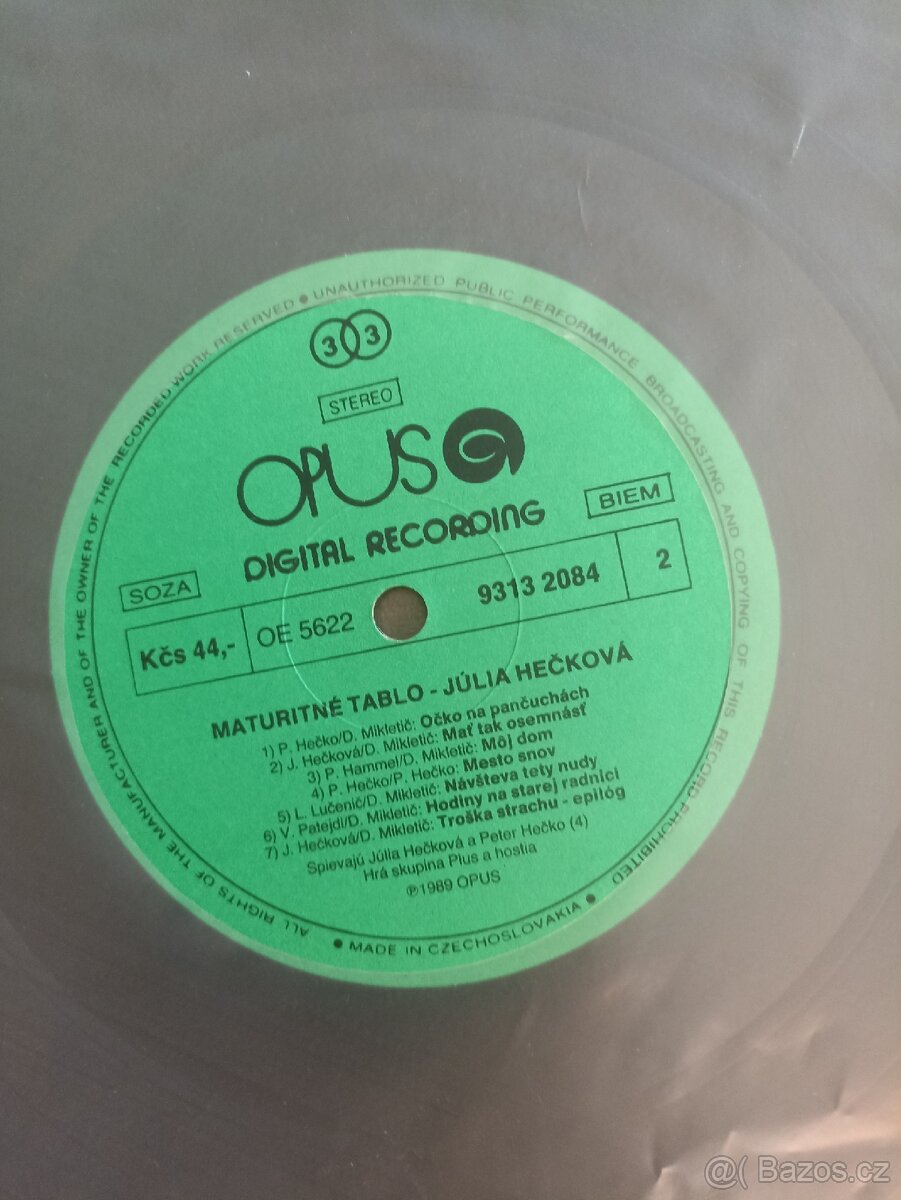 ALL RIGHTS OF THE MANUFACTURER AND OF THE OWNER OF THE RECORDED WORK RESERVED ● UNAUTHORIZED PUBLIC PERFORMANCE BROADCASTING AND COPYING OF THIS RECORD PROHIBITED ● MADE IN CZECHOSLOVAKIA ●
33
STEREO
OPUS
DIGITAL RECORDING
BIEM
SOZA
Kčs 44,- OE 5622 9313 2084 2
MATURITNÉ TABLO - JÚLIA HEČKOVÁ
1) P. Hečko/D. Mikletič: Očko na pančuchách
2) J. Hečková/D. Mikletič: Mať tak osemnásť
3) P. Hammel/D. Mikletič: Môj dom
4) P. Hečko/P. Hečko: Mesto snov
5) L. Lučenič/D. Mikletič: Návšteva tety nudy
6) V. Patejdl/D. Mikletič: Hodiny na starej radnici
7) J. Hečková/D. Mikletič: Troška strachu - epilóg
Spievajú Júlia Hečková a Peter Hečko (4)
Hrá skupina Plus a hostia
℗1989 OPUS
@( Bazos.cz